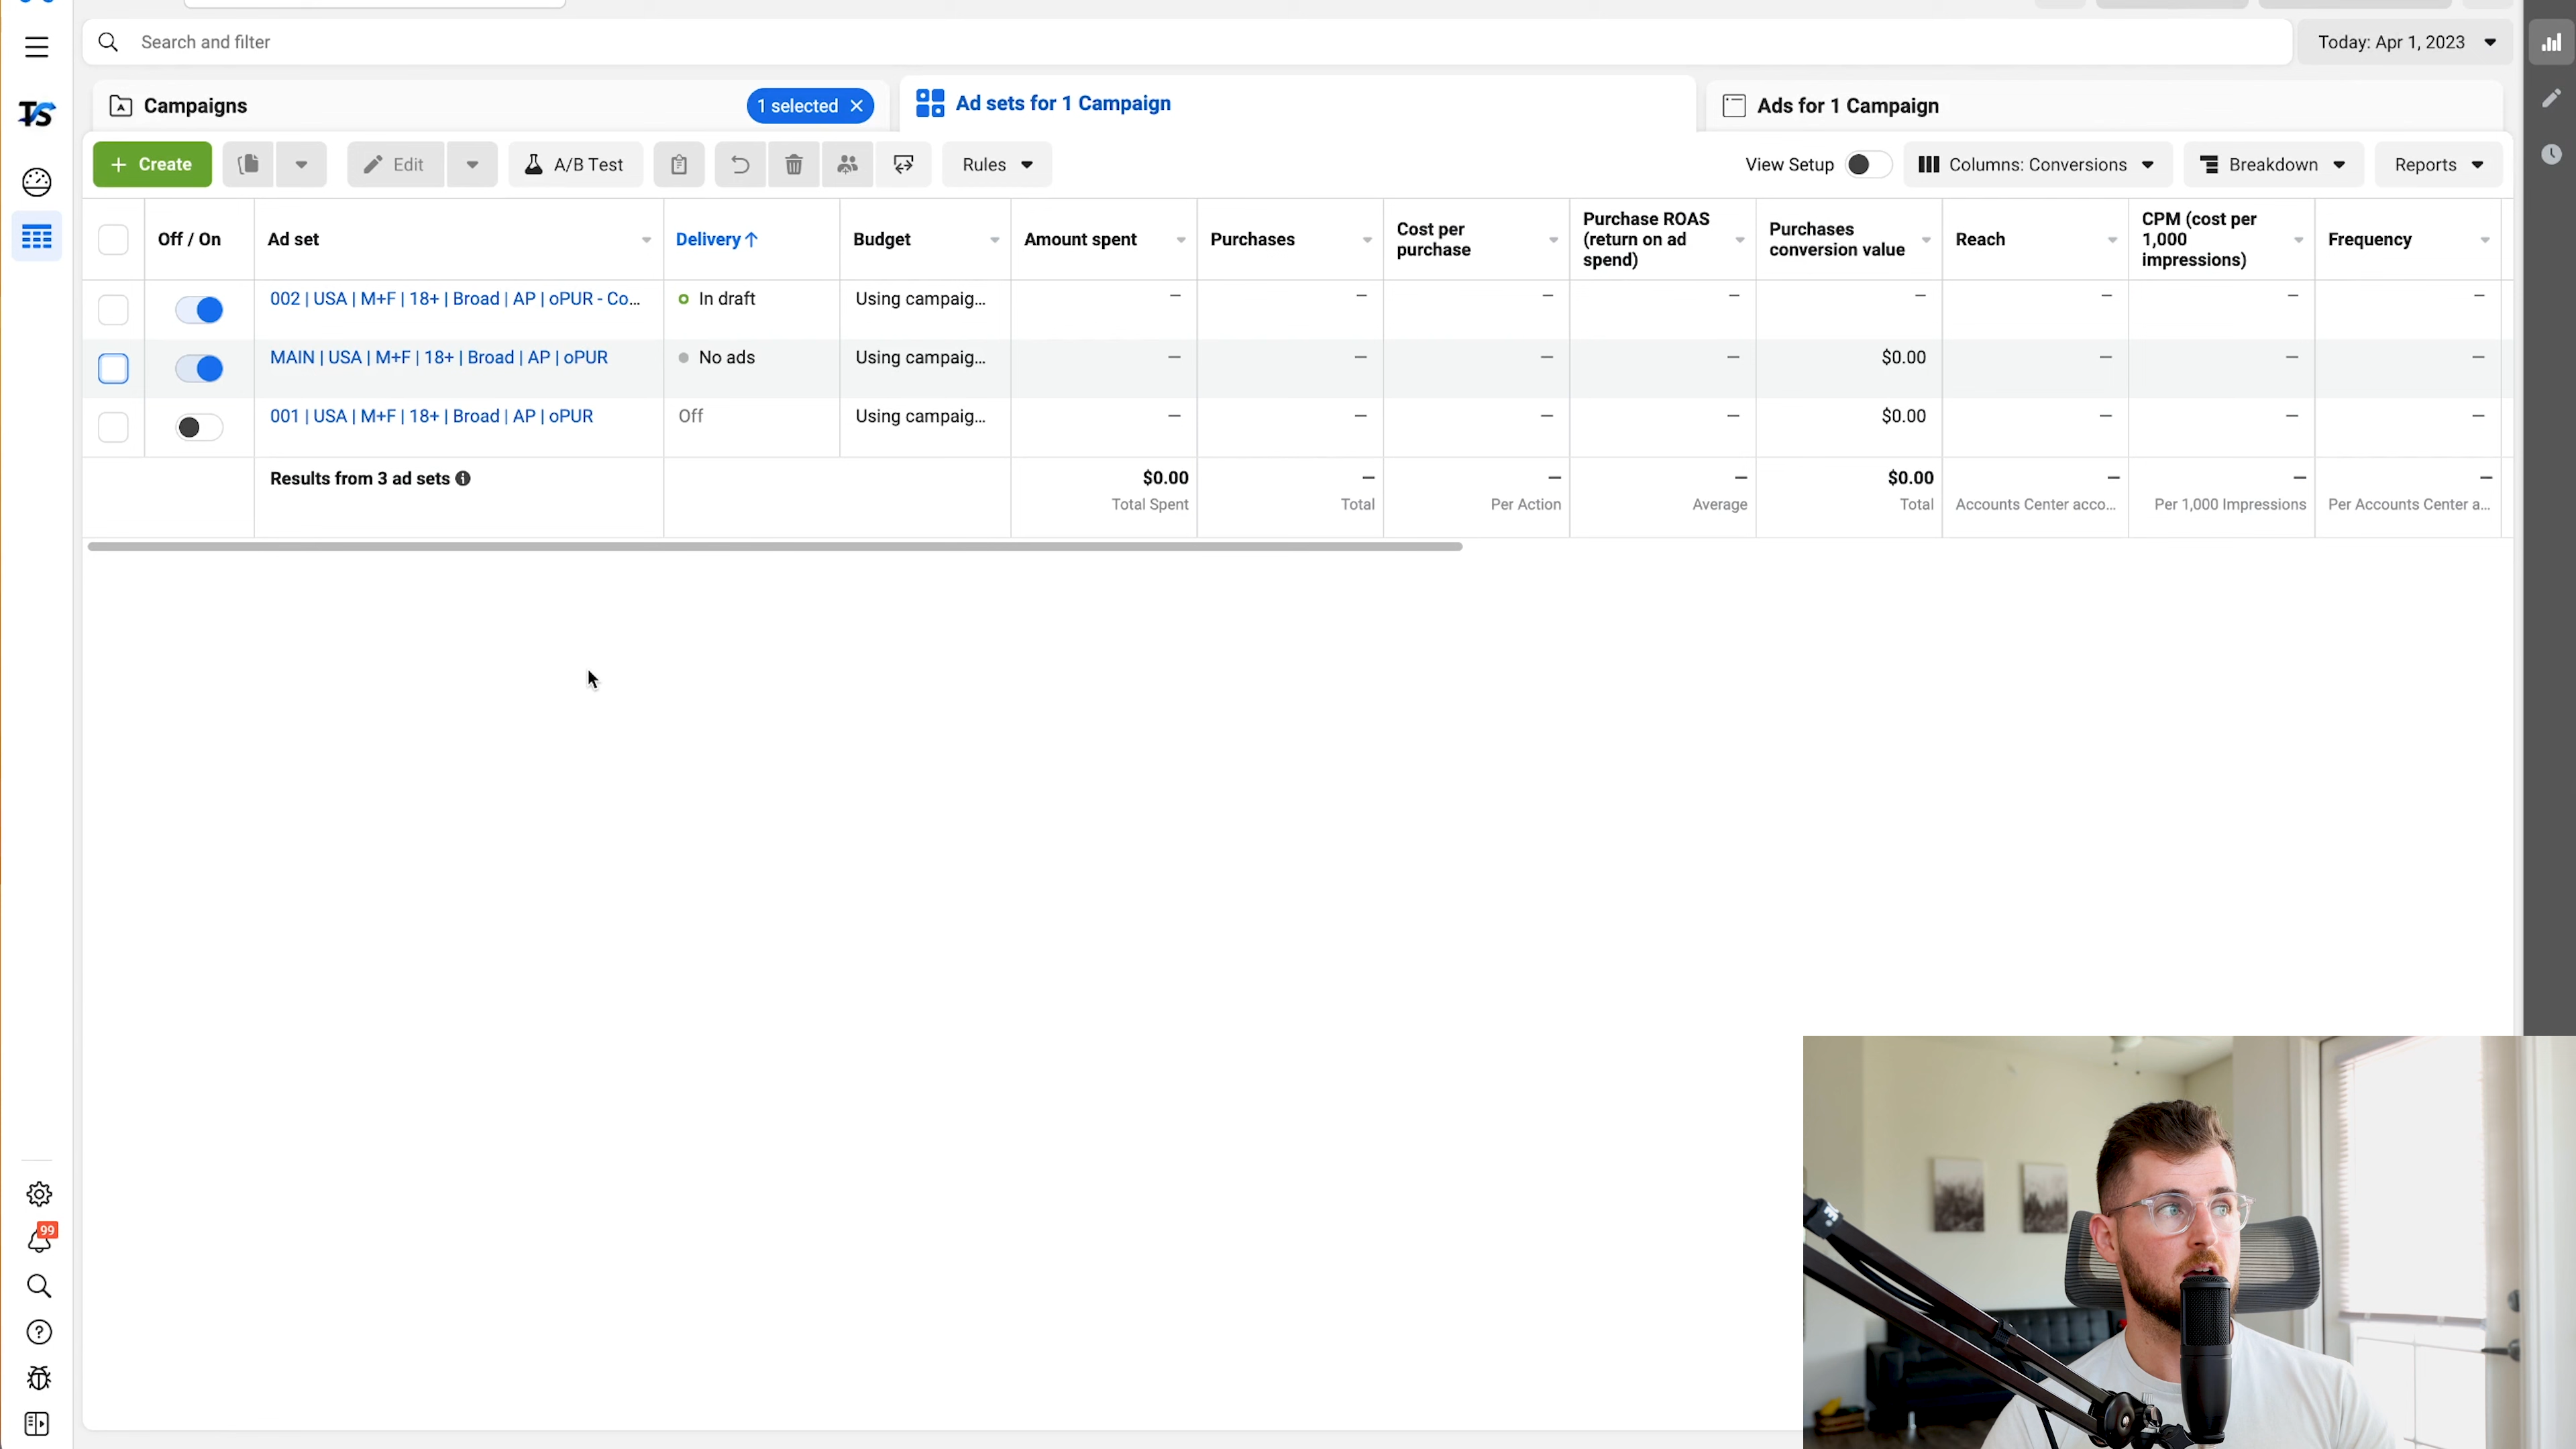 Search and filter
Today: Apr 1, 2023
TS
Campaigns
1 selected
Ad sets for 1 Campaign
Ads for 1 Campaign
+ Create
Edit
A/B Test
Rules
View Setup
Columns: Conversions
Breakdown
Reports
Off / On
Ad set
Delivery ↑
Budget
Amount spent
Purchases
Cost per
purchase
Purchase ROAS
(return on ad
spend)
Purchases
conversion value
Reach
CPM (cost per
1,000
impressions)
Frequency
002 | USA | M+F | 18+ | Broad | AP | oPUR - Co...
In draft
Using campaig...
— — — — — — — —
MAIN | USA | M+F | 18+ | Broad | AP | oPUR
No ads
Using campaig...
— — — — $0.00 — — —
001 | USA | M+F | 18+ | Broad | AP | oPUR
Off
Using campaig...
— — — — $0.00 — — —
Results from 3 ad sets
$0.00
Total Spent
—
Total
—
Per Action
—
Average
$0.00
Total
—
Accounts Center acco...
—
Per 1,000 Impressions
—
Per Accounts Center a...
99